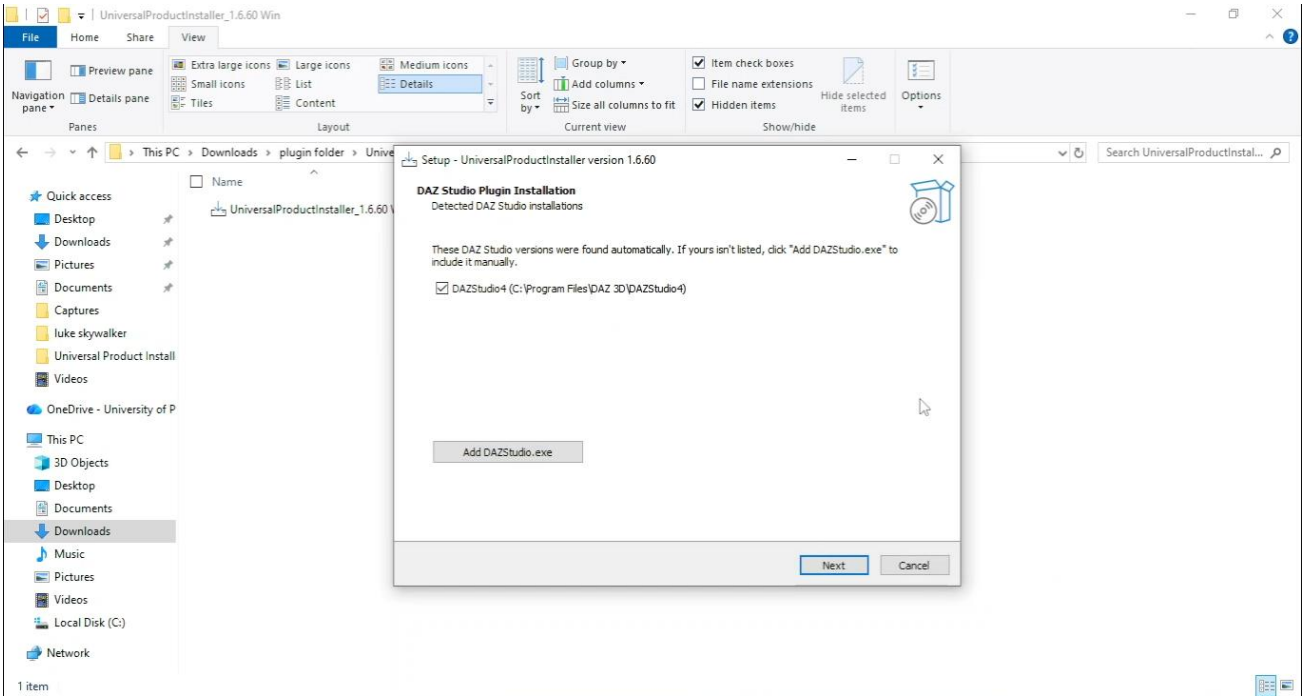 UniversalProductInstaller_1.6.60 Win
File Home Share View
Navigation pane
Preview pane
Details pane
Panes
Extra large icons Large icons Medium icons
Small icons List Details
Tiles Content
Layout
Sort by
Group by
Add columns
Size all columns to fit
Current view
Item check boxes
File name extensions
Hidden items
Hide selected items
Show/hide
Options
This PC > Downloads > plugin folder > Unive
Search UniversalProductInstal...
Quick access
Desktop
Downloads
Pictures
Documents
Captures
luke skywalker
Universal Product Install
Videos
OneDrive - University of P
This PC
3D Objects
Desktop
Documents
Downloads
Music
Pictures
Videos
Local Disk (C:)
Network
1 item
Name
UniversalProductInstaller_1.6.60 W
Setup - UniversalProductInstaller version 1.6.60
DAZ Studio Plugin Installation
Detected DAZ Studio installations
These DAZ Studio versions were found automatically. If yours isn't listed, click "Add DAZStudio.exe" to
include it manually.
DAZStudio4 (C:\Program Files\DAZ 3D\DAZStudio4)
Add DAZStudio.exe
Next Cancel